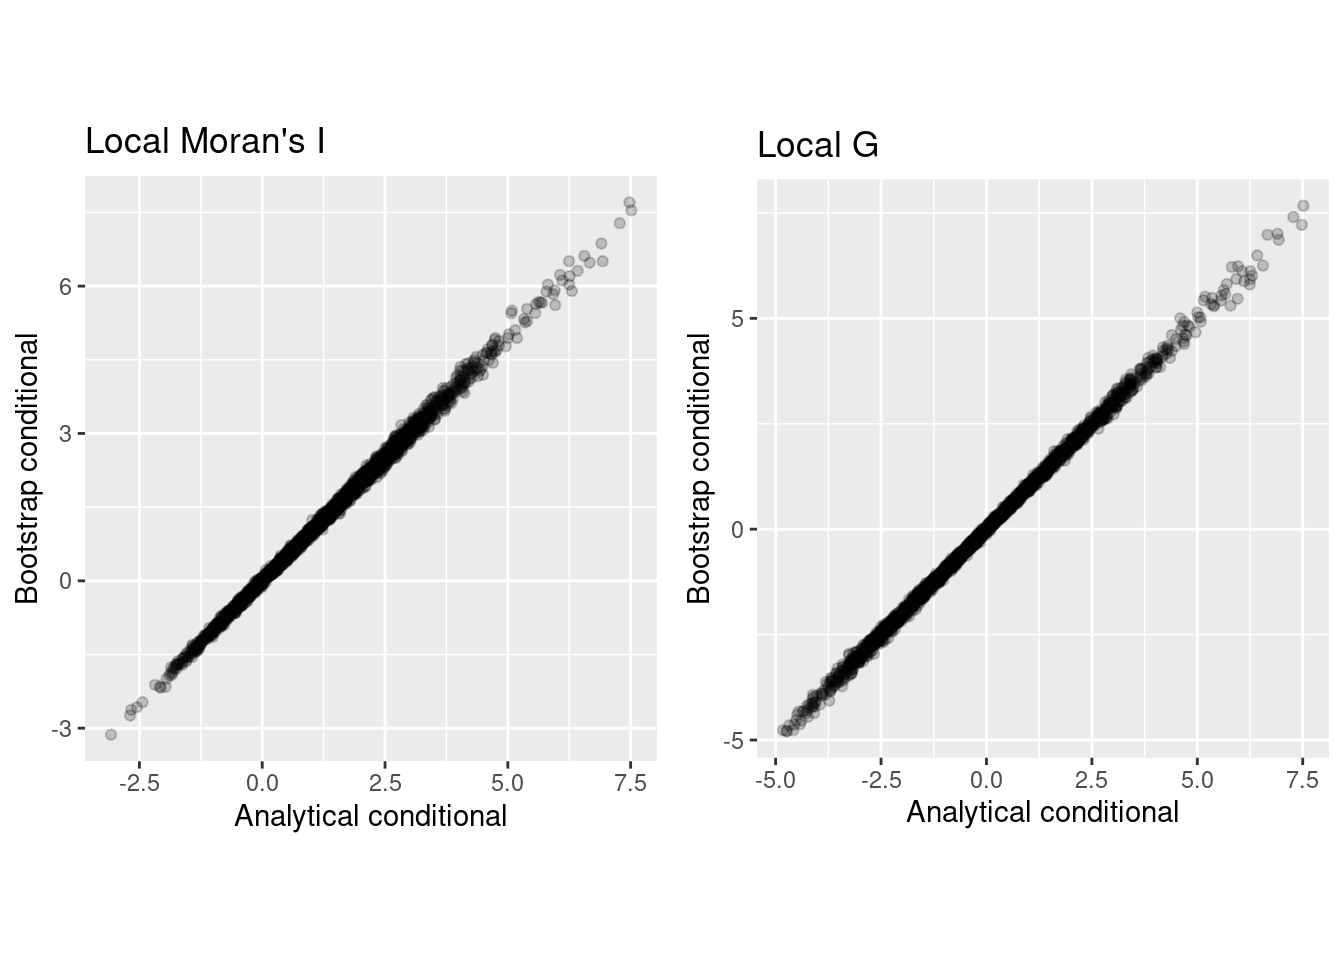 Local Moran's I
Bootstrap conditional
6
3
0
-3
-2.5 0.0 2.5 5.0 7.5
Analytical conditional
Local G
Bootstrap conditional
5
0
-5
-5.0 -2.5 0.0 2.5 5.0 7.5
Analytical conditional